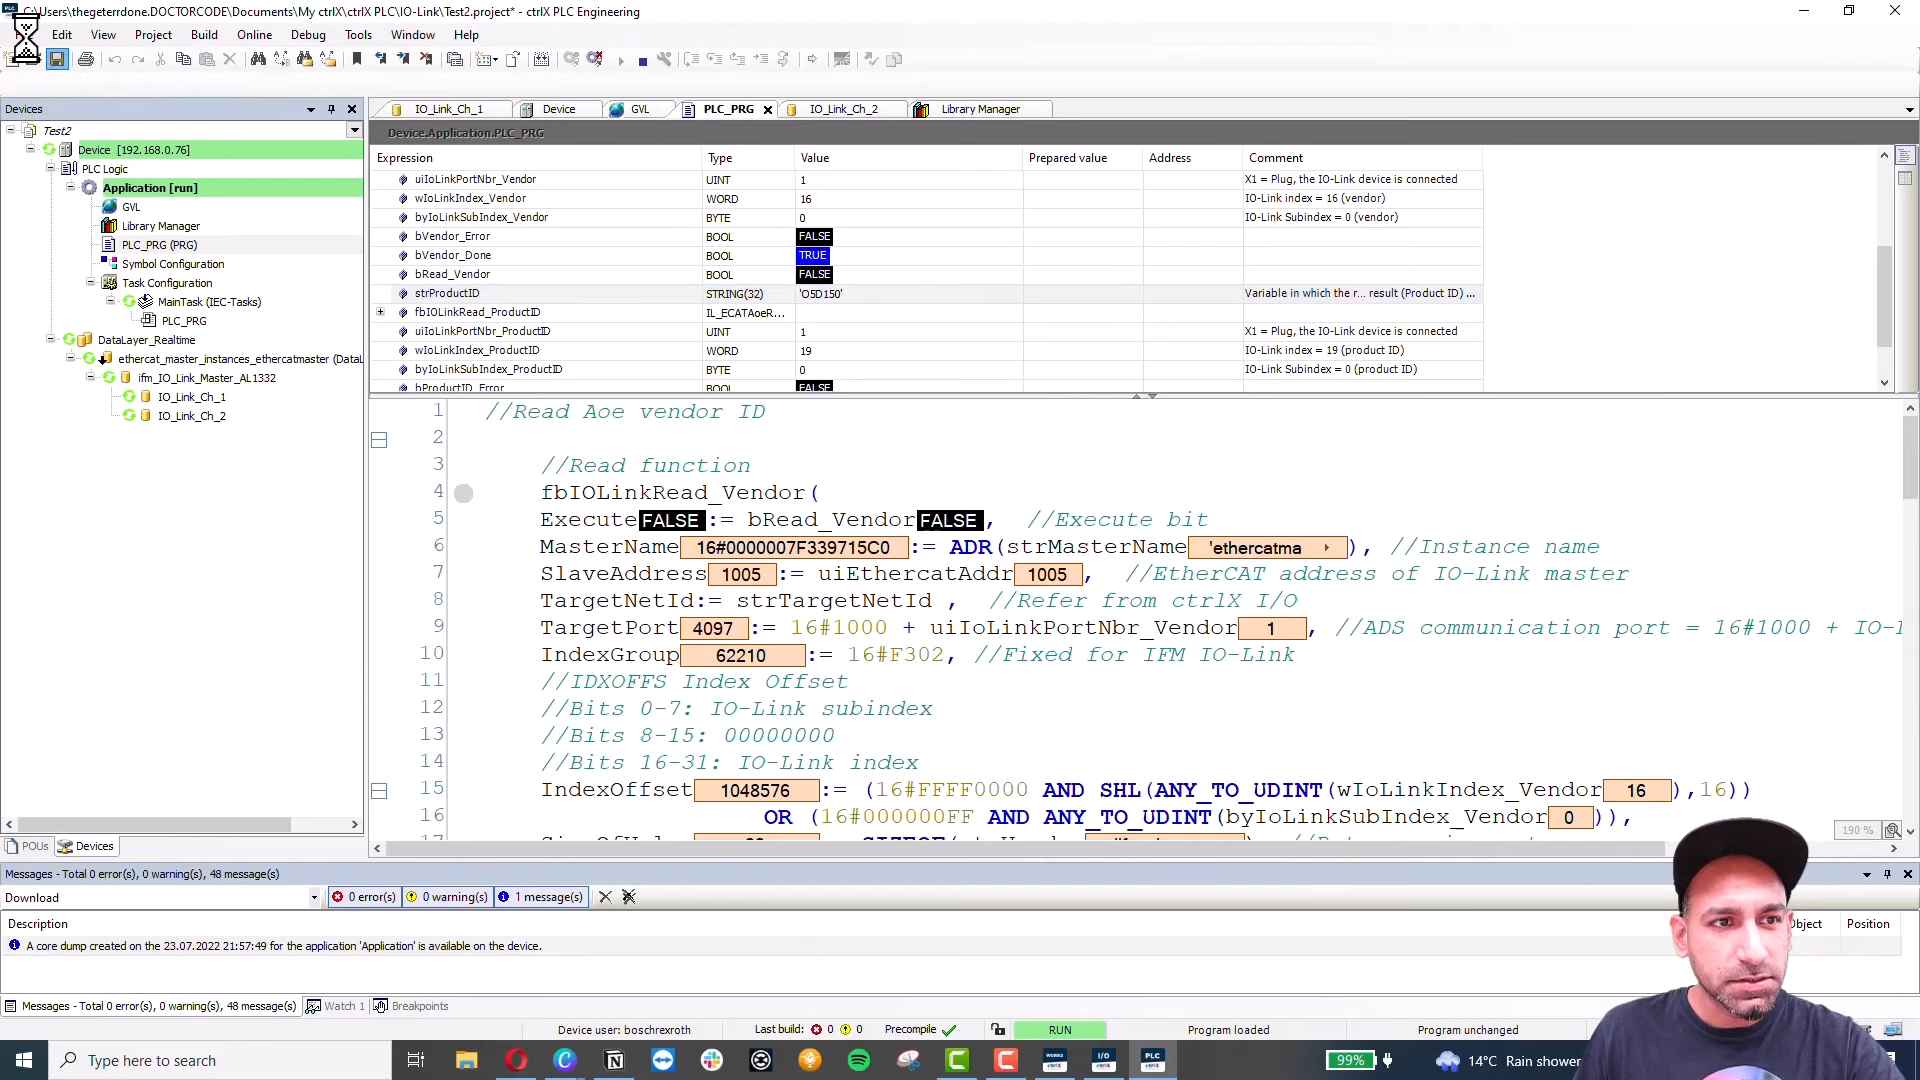 C:\Users\thegeterrdone.DOCTORCODE\Documents\My ctrlX\ctrlX PLC\IO-Link\Test2.project* - ctrlX PLC Engineering
Edit View Project Build Online Debug Tools Window Help
Devices
IO_Link_Ch_1 Device GVL PLC_PRG IO_Link_Ch_2 Library Manager
Test2
Device [192.168.0.76]
PLC Logic
Application [run]
GVL
Library Manager
PLC_PRG (PRG)
Symbol Configuration
Task Configuration
MainTask (IEC-Tasks)
PLC_PRG
DataLayer_Realtime
ethercat_master_instances_ethercatmaster (DataL
ifm_IO_Link_Master_AL1332
IO_Link_Ch_1
IO_Link_Ch_2
POUs Devices
Device.Application.PLC_PRG
Expression Type Value Prepared value Address Comment
uiIoLinkPortNbr_Vendor UINT 1 X1 = Plug, the IO-Link device is connected
wIoLinkIndex_Vendor WORD 16 IO-Link index = 16 (vendor)
byIoLinkSubIndex_Vendor BYTE 0 IO-Link Subindex = 0 (vendor)
bVendor_Error BOOL FALSE
bVendor_Done BOOL TRUE
bRead_Vendor BOOL FALSE
strProductID STRING(32) 'O5D150' Variable in which the r... result (Product ID) ...
fbIOLinkRead_ProductID IL_ECATAoeR...
uiIoLinkPortNbr_ProductID UINT 1 X1 = Plug, the IO-Link device is connected
wIoLinkIndex_ProductID WORD 19 IO-Link index = 19 (product ID)
byIoLinkSubIndex_ProductID BYTE 0 IO-Link Subindex = 0 (product ID)
bProductID_Error BOOL FALSE
1 //Read Aoe vendor ID
2
3 //Read function
4 fbIOLinkRead_Vendor(
5 Execute FALSE := bRead_Vendor FALSE , //Execute bit
6 MasterName 16#0000007F339715C0 := ADR(strMasterName 'ethercatma ), //Instance name
7 SlaveAddress 1005 := uiEthercatAddr 1005 , //EtherCAT address of IO-Link master
8 TargetNetId:= strTargetNetId , //Refer from ctrlX I/O
9 TargetPort 4097 := 16#1000 + uiIoLinkPortNbr_Vendor 1 , //ADS communication port = 16#1000 + IO-
10 IndexGroup 62210 := 16#F302, //Fixed for IFM IO-Link
11 //IDXOFFS Index Offset
12 //Bits 0-7: IO-Link subindex
13 //Bits 8-15: 00000000
14 //Bits 16-31: IO-Link index
15 IndexOffset 1048576 := (16#FFFF0000 AND SHL(ANY_TO_UDINT(wIoLinkIndex_Vendor 16 ),16))
16 OR (16#000000FF AND ANY_TO_UDINT(byIoLinkSubIndex_Vendor 0 )),
190 %
Messages - Total 0 error(s), 0 warning(s), 48 message(s)
Download 0 error(s) 0 warning(s) 1 message(s)
Description Object Position
A core dump created on the 23.07.2022 21:57:49 for the application 'Application' is available on the device.
Messages - Total 0 error(s), 0 warning(s), 48 message(s) Watch 1 Breakpoints
Device user: boschrexroth Last build: 0 0 Precompile RUN Program loaded Program unchanged
Type here to search WORKS I/O PLC 99% 14°C Rain shower